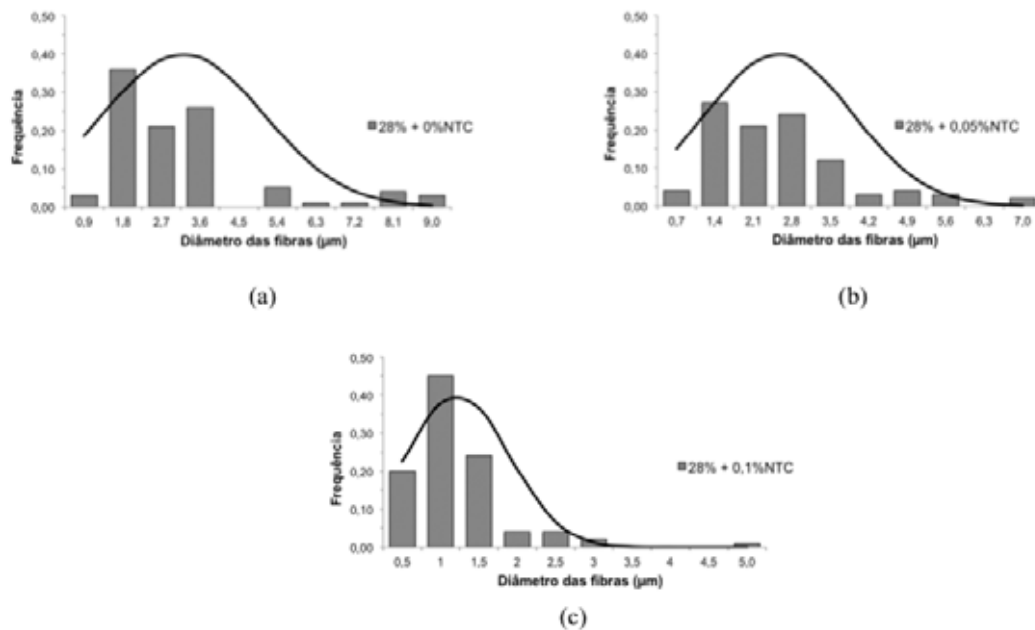 0,50
0,40
0,30
0,20
0,10
0,00
Frequência
0,9 1,8 2,7 3,6 4,5 5,4 6,3 7,2 8,1 9,0
Diâmetro das fibras (µm)
28% + 0%NTC
(a)
0,50
0,40
0,30
0,20
0,10
0,00
Frequência
0,7 1,4 2,1 2,8 3,5 4,2 4,9 5,6 6,3 7,0
Diâmetro das fibras (µm)
28% + 0,05%NTC
(b)
0,50
0,40
0,30
0,20
0,10
0,00
Frequência
0,5 1 1,5 2 2,5 3 3,5 4 4,5 5,0
Diâmetro das fibras (µm)
28% + 0,1%NTC
(c)